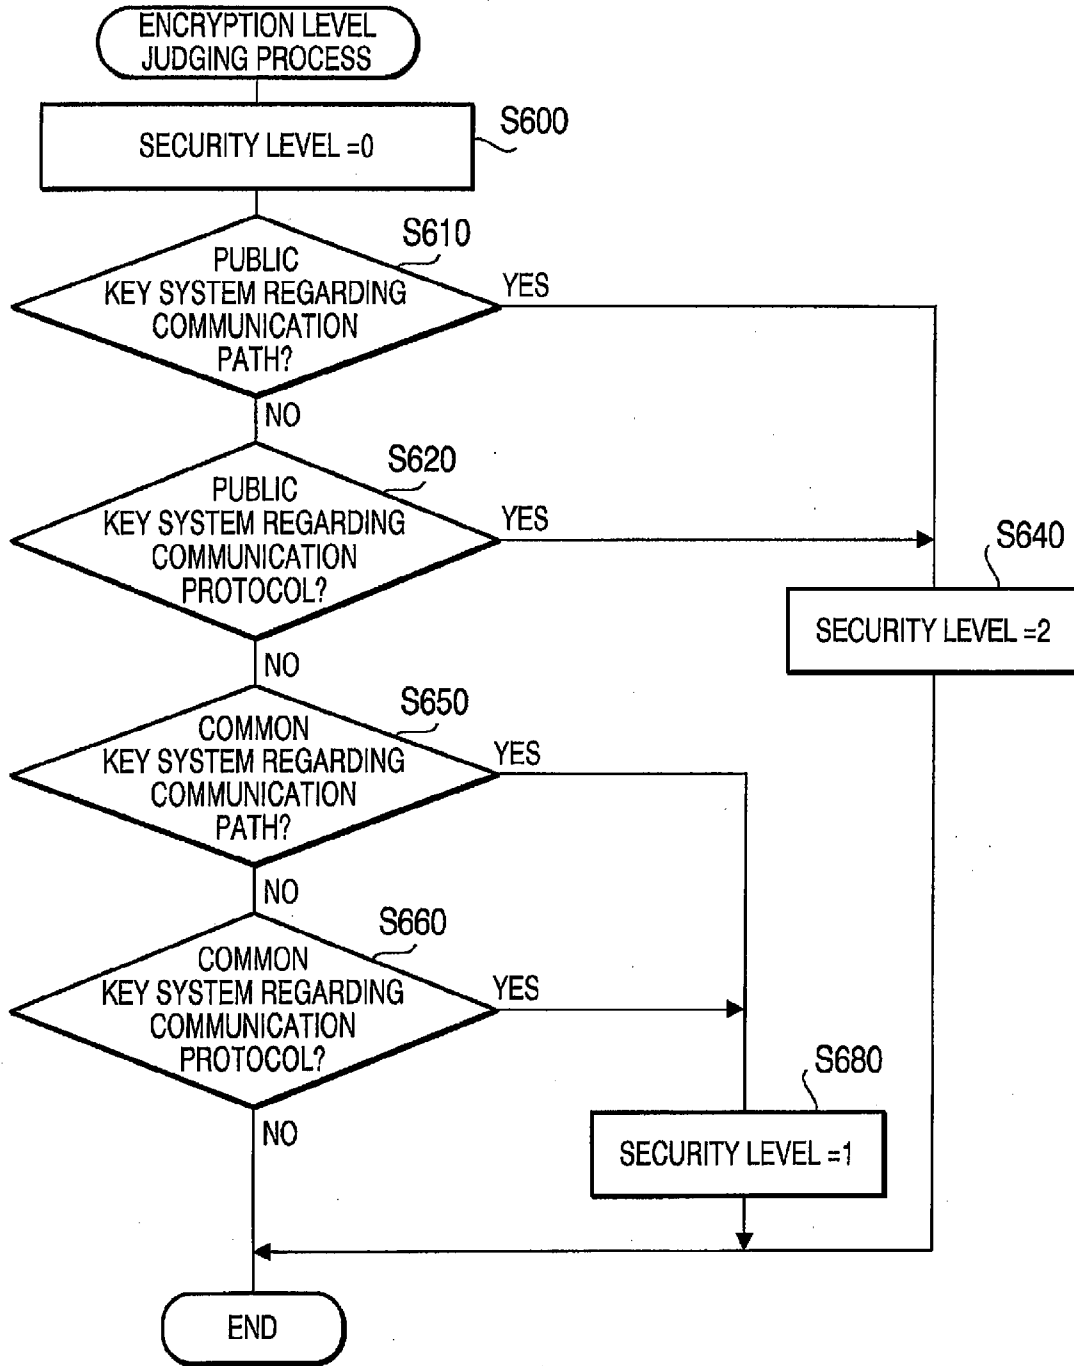 ENCRYPTION LEVEL
JUDGING PROCESS
S600
SECURITY LEVEL =0
S610
PUBLIC
KEY SYSTEM REGARDING
COMMUNICATION
PATH?
YES
NO
S620
PUBLIC
KEY SYSTEM REGARDING
COMMUNICATION
PROTOCOL?
YES
S640
SECURITY LEVEL =2
NO
S650
COMMON
KEY SYSTEM REGARDING
COMMUNICATION
PATH?
YES
NO
S660
COMMON
KEY SYSTEM REGARDING
COMMUNICATION
PROTOCOL?
YES
S680
SECURITY LEVEL =1
NO
END